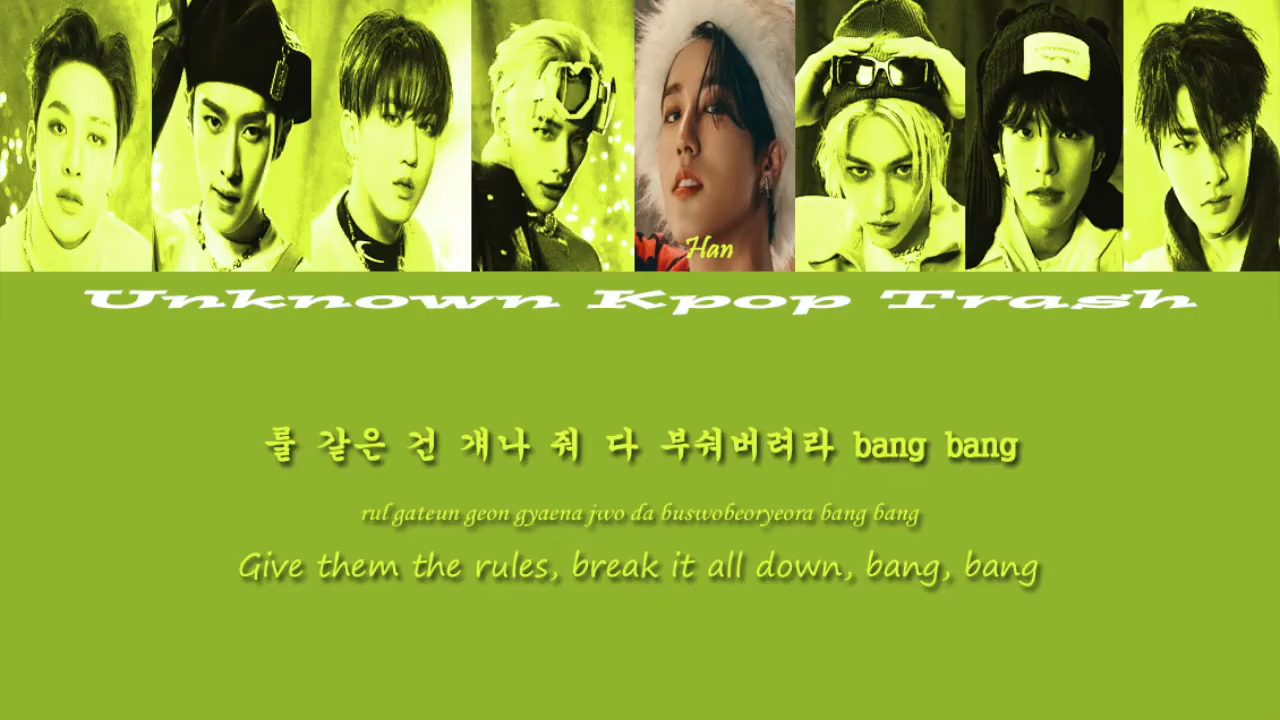 Han
Unknown Kpop Trash
룰 같은 건 걔나 줘 다 부숴버려라 bang bang
rul gateun geon gyaena jwo da buswobeoryeora bang bang
Give them the rules, break it all down, bang, bang